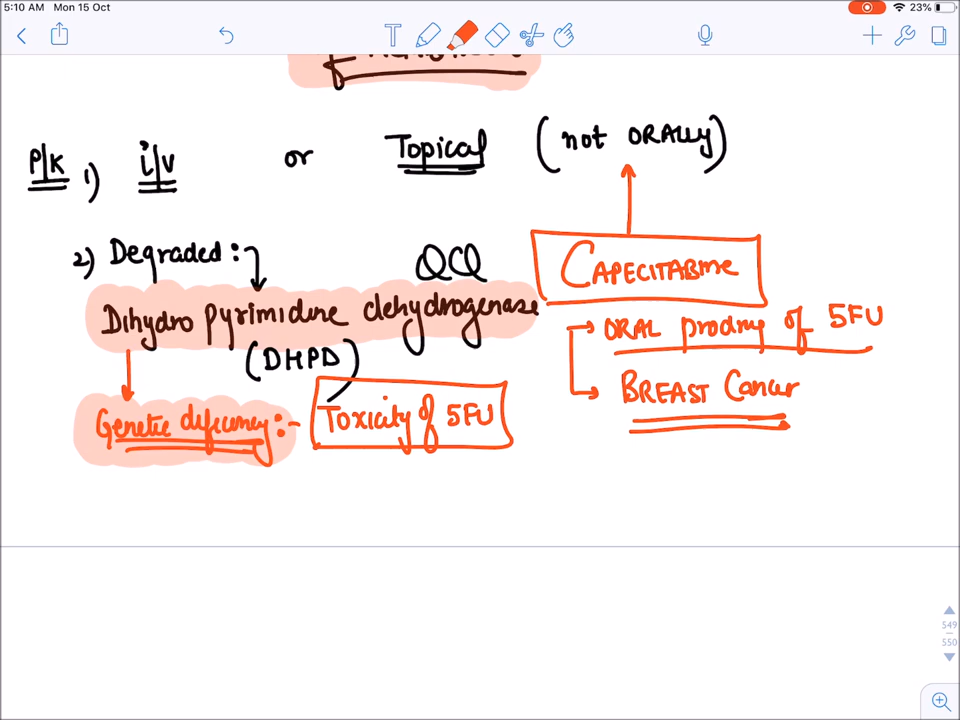 5:10 AM Mon 15 Oct 23%
P/K 1) i/v or Topical (not ORALLY)
2) Degraded :
QCQ
CAPECITABINE
Dihydro pyrimidine dehydrogenase
(DHPD)
ORAL prodrug of 5FU
BREAST Cancer
Genetic deficiency :- Toxicity of 5FU
549
550